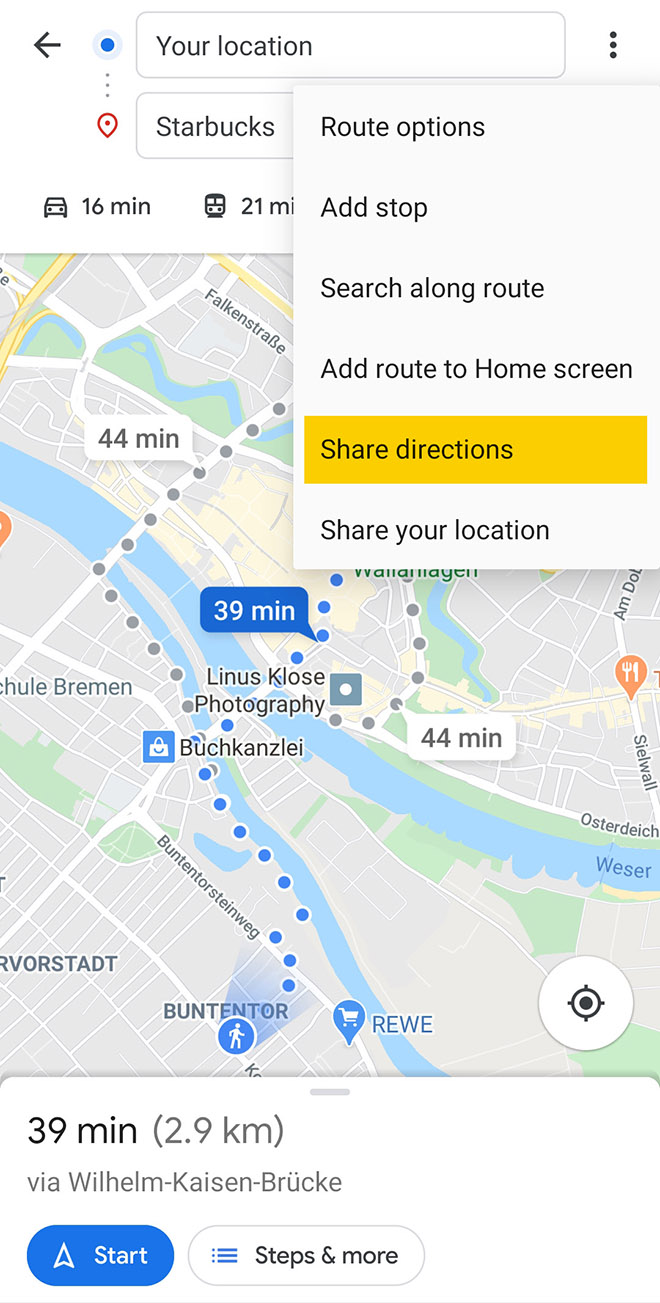 Your location
Starbucks
16 min
21 mi
Route options
Add stop
Search along route
Add route to Home screen
Share directions
Share your location
Falkenstraße
44 min
Wallanlagen
39 min
Am Dob
Linus Klose
Photography
chule Bremen
44 min
Buchkanzlei
Sielwall
Osterdeich
Weser
Buntentorsteinweg
RVORSTADT
BUNTENTOR
REWE
39 min (2.9 km)
via Wilhelm-Kaisen-Brücke
Start
Steps & more